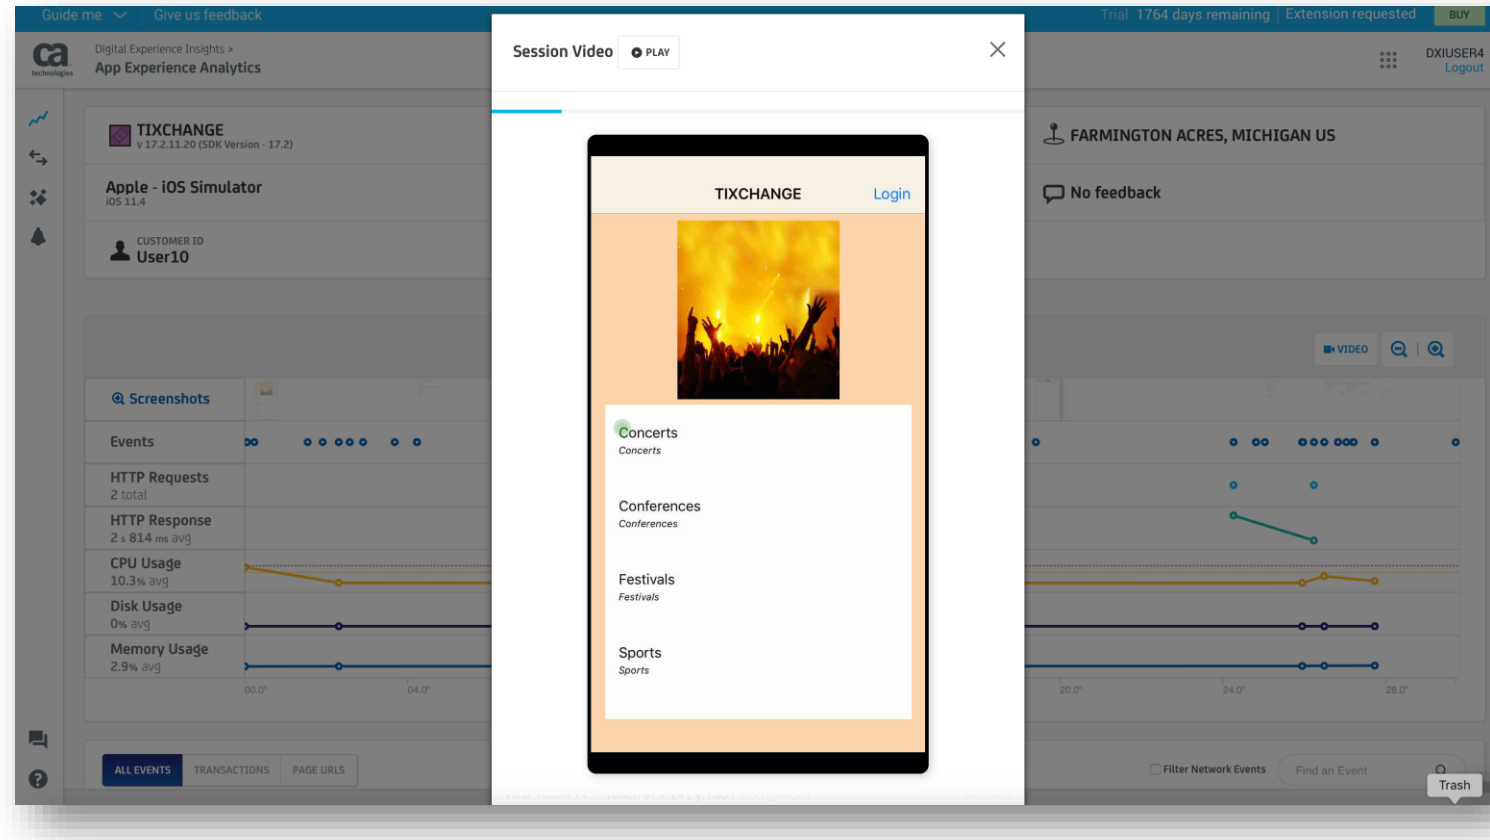 Guide me
Give us feedback
Trial 1764 days remaining
Extension requested
BUY
ca
technologies
Digital Experience Insights >
App Experience Analytics
DXIUSER4
Logout
Session Video
PLAY
TIXCHANGE
v 17.2.11.20 (SDK Version - 17.2)
FARMINGTON ACRES, MICHIGAN US
Apple - iOS Simulator
iOS 11.4
No feedback
CUSTOMER ID
User10
TIXCHANGE
Login
Concerts
Concerts
Conferences
Conferences
Festivals
Festivals
Sports
Sports
VIDEO
Screenshots
Events
HTTP Requests
2 total
HTTP Response
2 s 814 ms avg
CPU Usage
10.3% avg
Disk Usage
0% avg
Memory Usage
2.9% avg
00.0"
04.0"
20.0"
24.0"
28.0"
ALL EVENTS
TRANSACTIONS
PAGE URLS
Filter Network Events
Find an Event
Trash